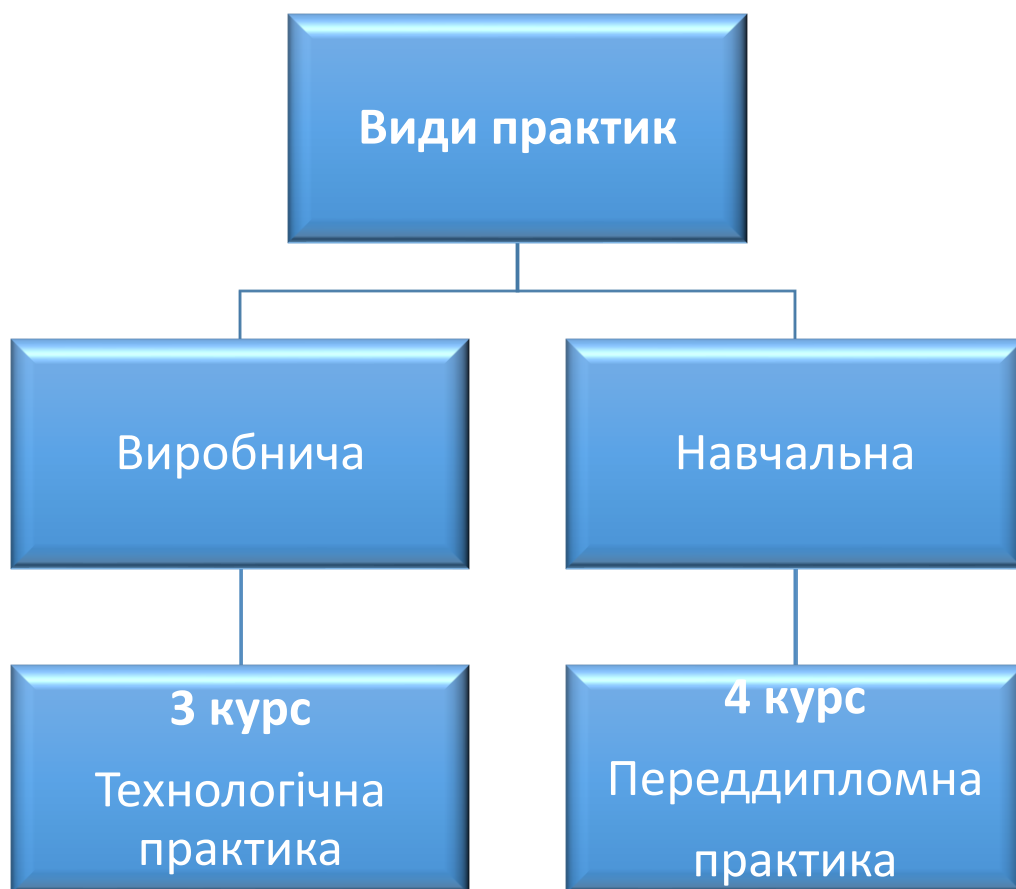 Види практик
Виробнича
Навчальна
3 курс
Технологічна
практика
4 курс
Переддипломна
практика